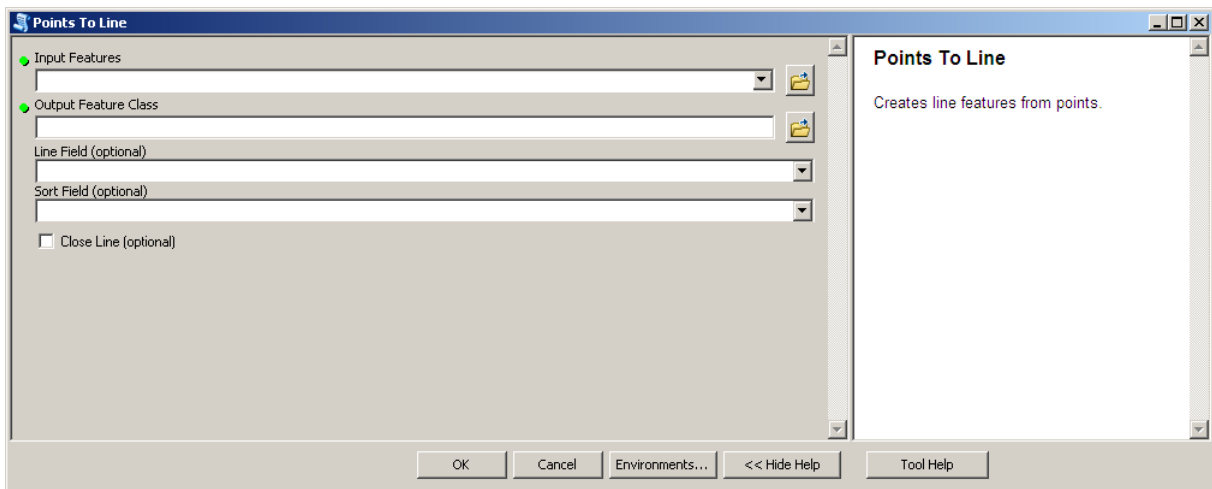 Points To Line
Input Features
Output Feature Class
Line Field (optional)
Sort Field (optional)
Close Line (optional)
Points To Line
Creates line features from points.
OK
Cancel
Environments...
<< Hide Help
Tool Help